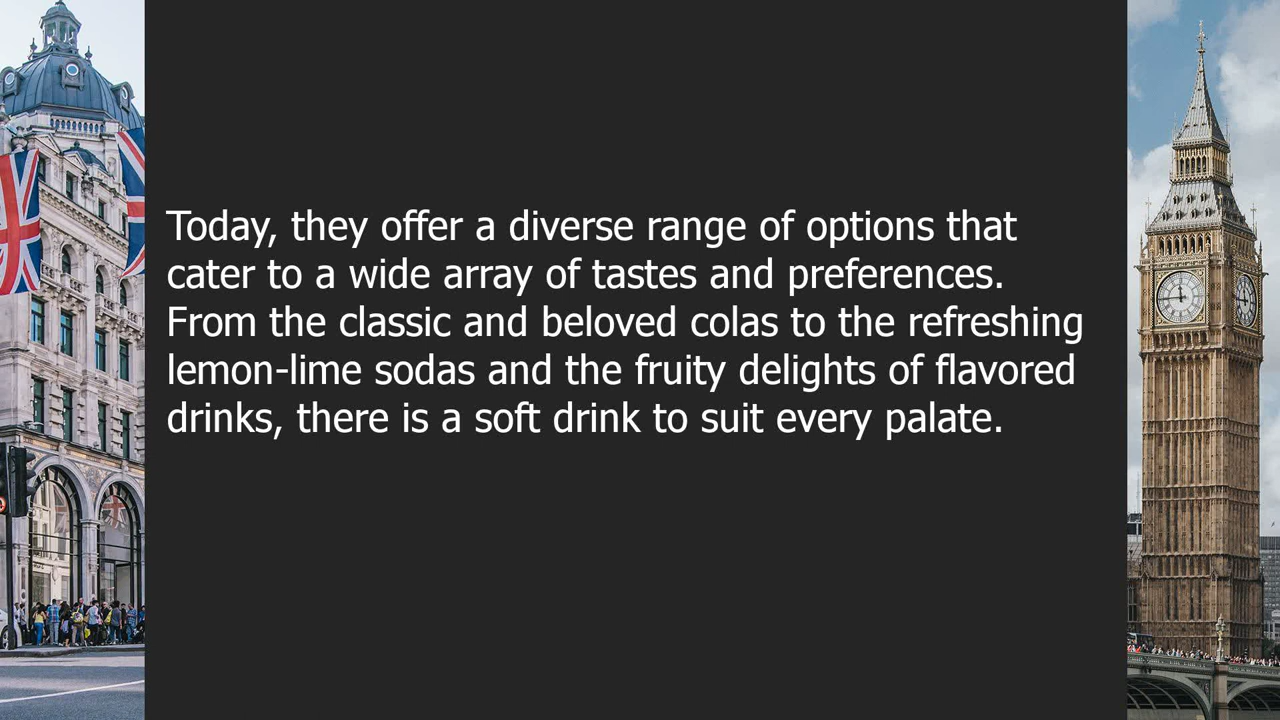 Today, they offer a diverse range of options that
cater to a wide array of tastes and preferences.
From the classic and beloved colas to the refreshing
lemon-lime sodas and the fruity delights of flavored
drinks, there is a soft drink to suit every palate.